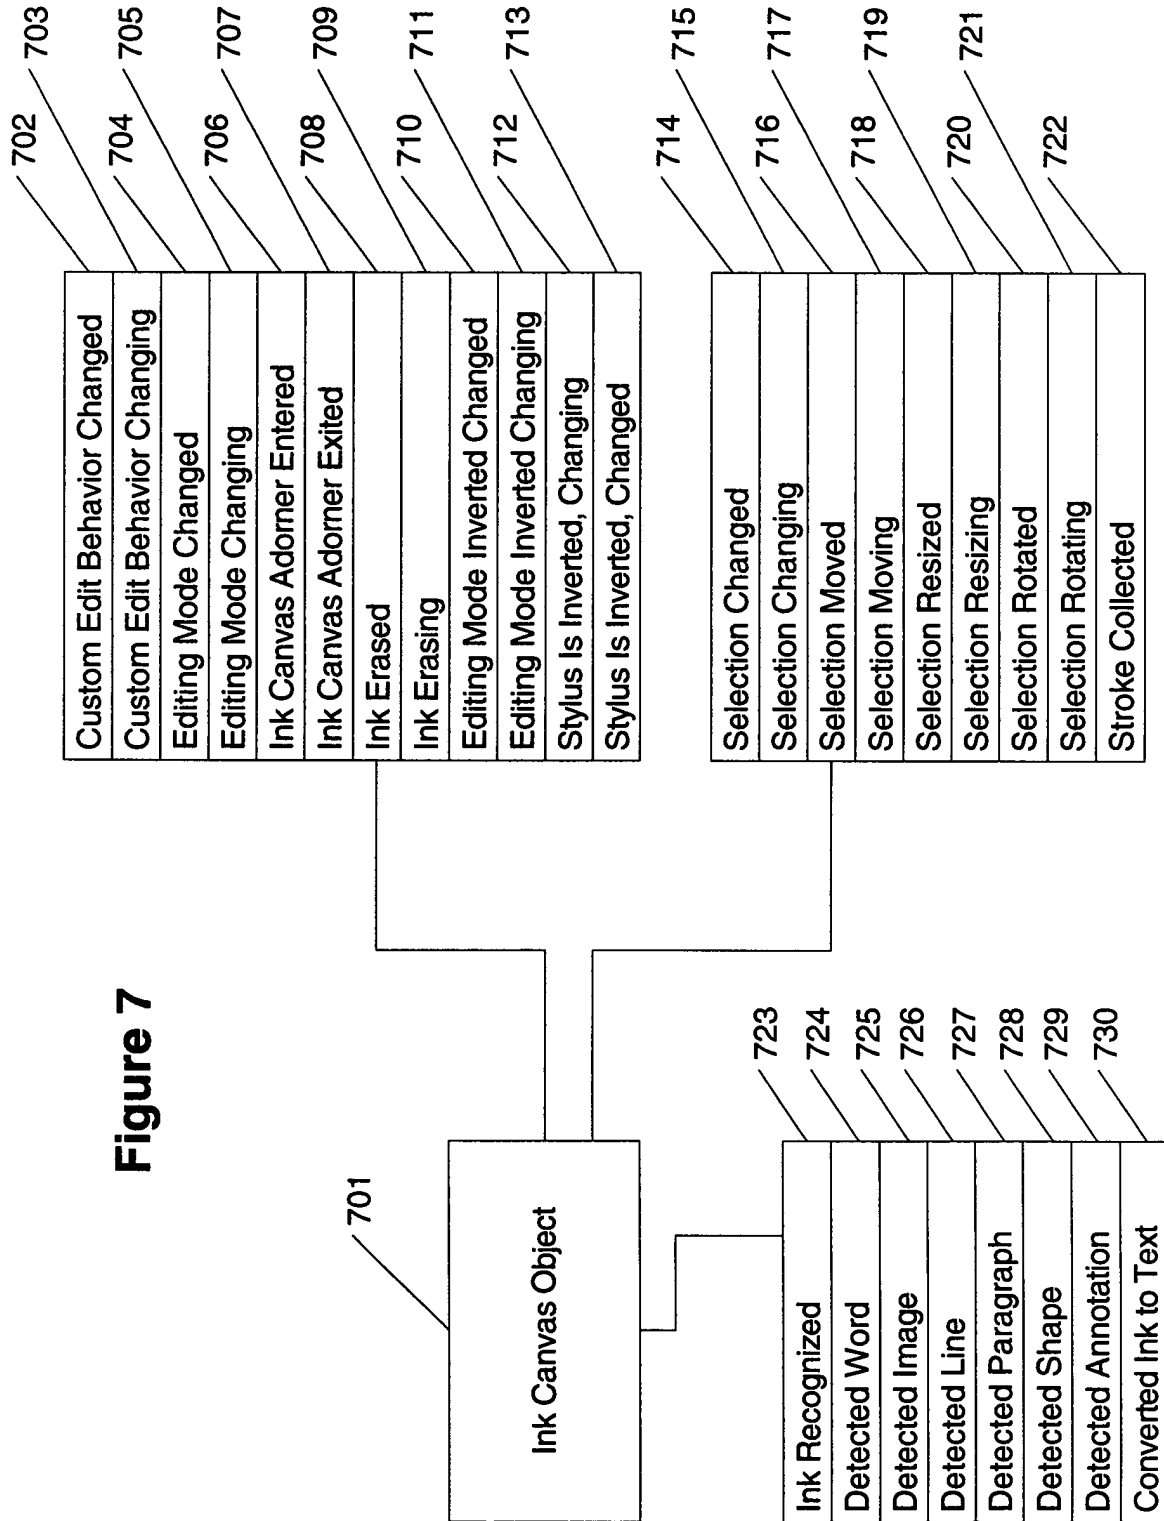 Figure 7
701
Ink Canvas Object
Custom Edit Behavior Changed
Custom Edit Behavior Changing
Editing Mode Changed
Editing Mode Changing
Ink Canvas Adorner Entered
Ink Canvas Adorner Exited
Ink Erased
Ink Erasing
Editing Mode Inverted Changed
Editing Mode Inverted Changing
Stylus Is Inverted, Changing
Stylus Is Inverted, Changed
702
703
704
705
706
707
708
709
710
711
712
713
Selection Changed
Selection Changing
Selection Moved
Selection Moving
Selection Resized
Selection Resizing
Selection Rotated
Selection Rotating
Stroke Collected
714
715
716
717
718
719
720
721
722
Ink Recognized
Detected Word
Detected Image
Detected Line
Detected Paragraph
Detected Shape
Detected Annotation
Converted Ink to Text
723
724
725
726
727
728
729
730